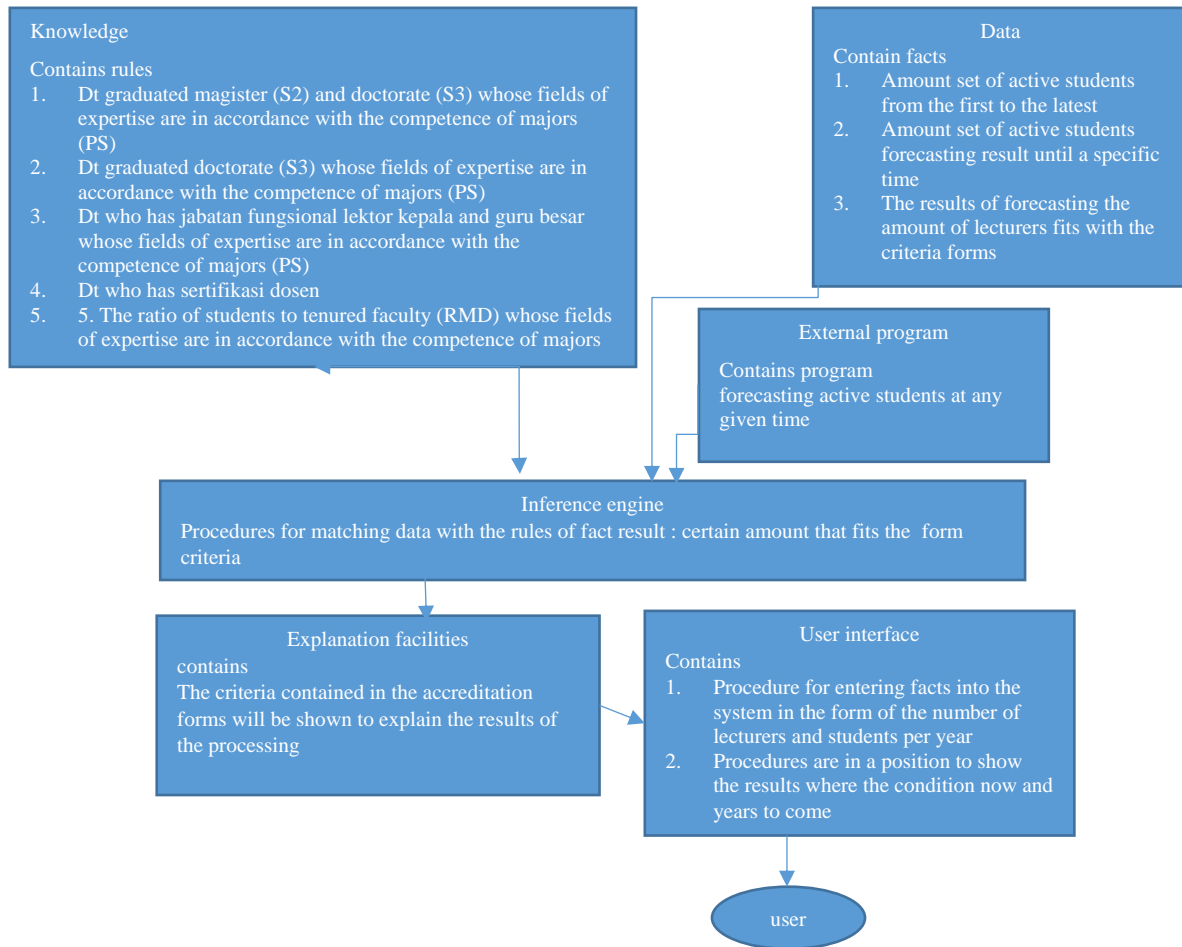 Knowledge
Contains rules
1. Dt graduated magister (S2) and doctorate (S3) whose fields of
expertise are in accordance with the competence of majors
(PS)
2. Dt graduated doctorate (S3) whose fields of expertise are in
accordance with the competence of majors (PS)
3. Dt who has jabatan fungsional lektor kepala and guru besar
whose fields of expertise are in accordance with the
competence of majors (PS)
4. Dt who has sertifikasi dosen
5. 5. The ratio of students to tenured faculty (RMD) whose fields
of expertise are in accordance with the competence of majors
Data
Contain facts
1. Amount set of active students
from the first to the latest
2. Amount set of active students
forecasting result until a specific
time
3. The results of forecasting the
amount of lecturers fits with the
criteria forms
External program
Contains program
forecasting active students at any
given time
Inference engine
Procedures for matching data with the rules of fact result : certain amount that fits the form
criteria
Explanation facilities
contains
The criteria contained in the accreditation
forms will be shown to explain the results of
the processing
User interface
Contains
1. Procedure for entering facts into the
system in the form of the number of
lecturers and students per year
2. Procedures are in a position to show
the results where the condition now and
years to come
user